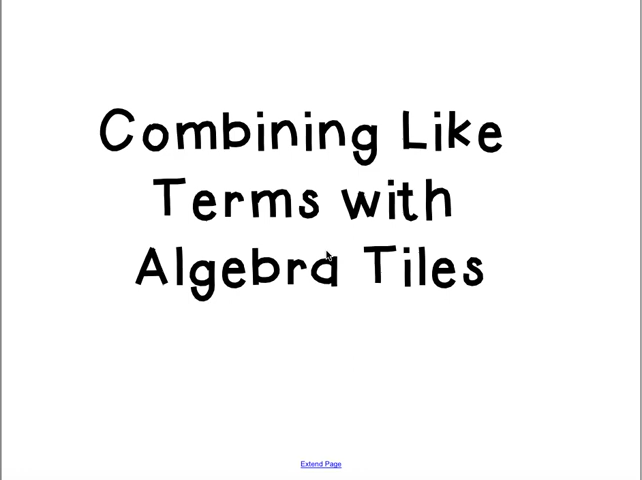 Combining Like
Terms with
Algebra Tiles
Extend Page